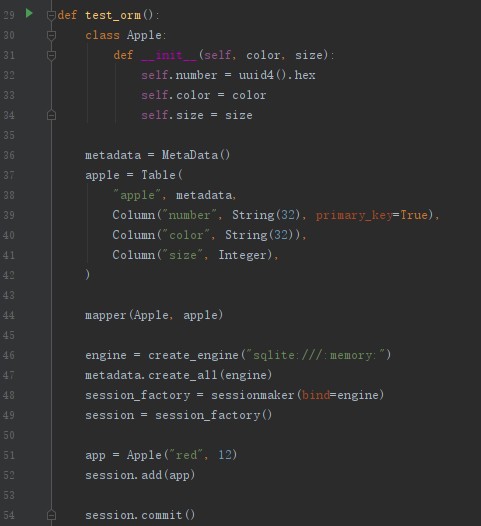 29 def test_orm():
30     class Apple:
31         def __init__(self, color, size):
32             self.number = uuid4().hex
33             self.color = color
34             self.size = size
35
36     metadata = MetaData()
37     apple = Table(
38         "apple", metadata,
39         Column("number", String(32), primary_key=True),
40         Column("color", String(32)),
41         Column("size", Integer),
42     )
43
44     mapper(Apple, apple)
45
46     engine = create_engine("sqlite:///:memory:")
47     metadata.create_all(engine)
48     session_factory = sessionmaker(bind=engine)
49     session = session_factory()
50
51     app = Apple("red", 12)
52     session.add(app)
53
54     session.commit()